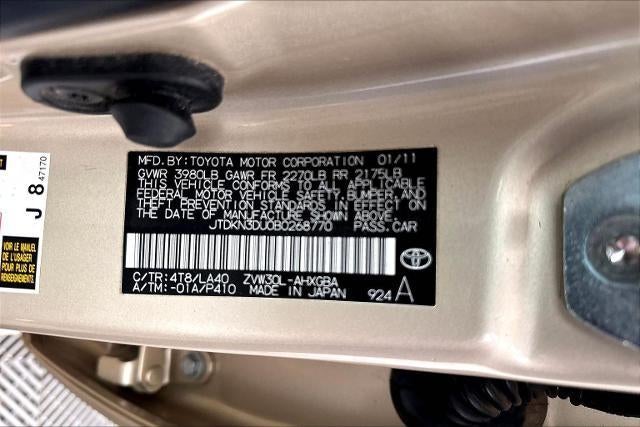 MFD. BY: TOYOTA MOTOR CORPORATION 01/11
GVWR 3980LB GAWR FR 2270LB RR 2175LB
THIS VEHICLE CONFORMS TO ALL APPLICABLE
FEDERAL MOTOR VEHICLE SAFETY, BUMPER, AND
THEFT PREVENTION STANDARDS IN EFFECT ON
THE DATE OF MANUFACTURE SHOWN ABOVE.
JTDKN3DU0B0268770 PASS.CAR
C/TR: 4T8/LA40 ZVW30L-AHXGBA
A/TM: -01A/P410 MADE IN JAPAN 924 A
J 8 47170
VOIR LE MANUEL
DE L'USAGER
POUR PLUS DE
RENSEIGNEMENTS.